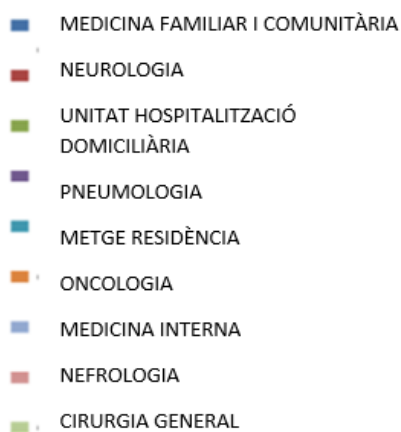 MEDICINA FAMILIAR I COMUNITÀRIA
NEUROLOGIA
UNITAT HOSPITALITZACIÓ
DOMICILIÀRIA
PNEUMOLOGIA
METGE RESIDÈNCIA
ONCOLOGIA
MEDICINA INTERNA
NEFROLOGIA
CIRURGIA GENERAL